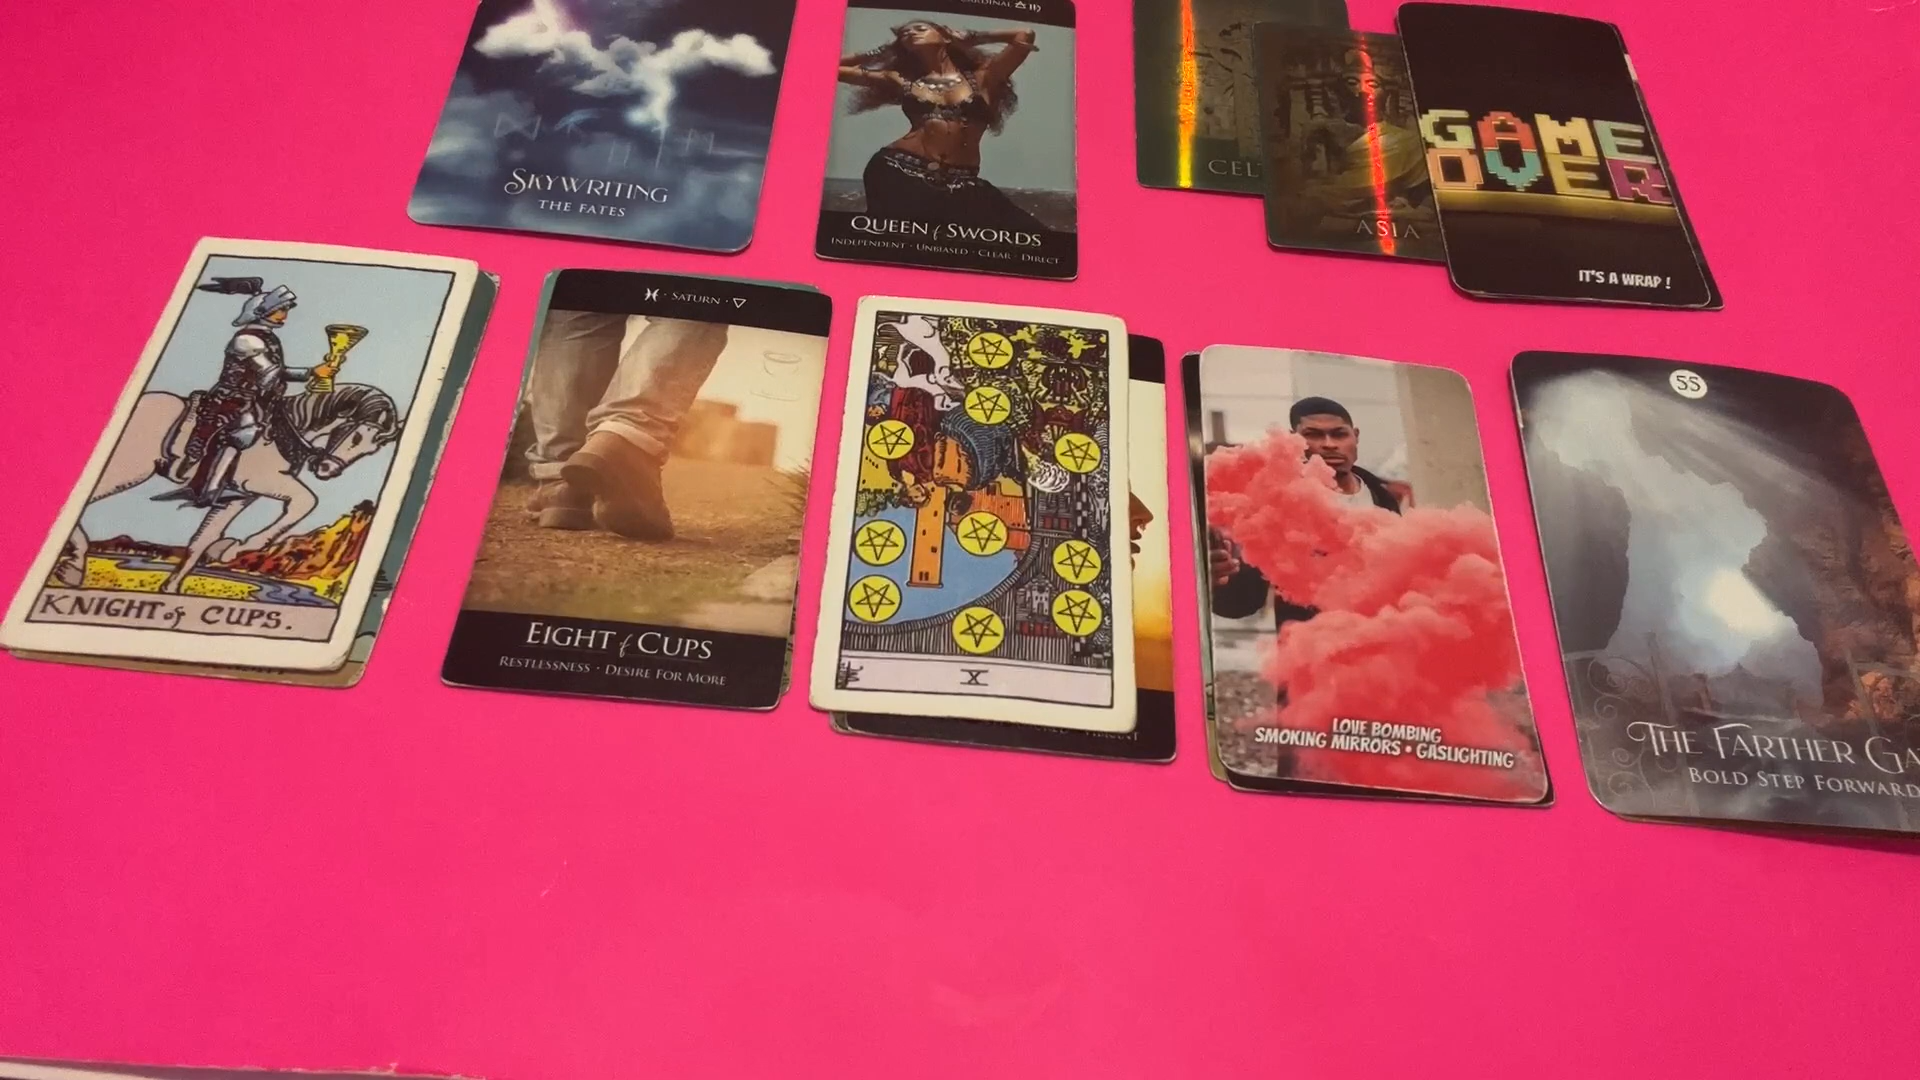 SKYWRITING
THE FATES
CARDINAL
QUEEN of SWORDS
INDEPENDENT • UNBIASED • CLEAR • DIRECT
CELT
ASIA
GAME
OVER
IT'S A WRAP !
KNIGHT of CUPS.
SATURN
EIGHT of CUPS
RESTLESSNESS • DESIRE FOR MORE
X
LOVE BOMBING
SMOKING MIRRORS • GASLIGHTING
55
THE FARTHER GA
BOLD STEP FORWARD